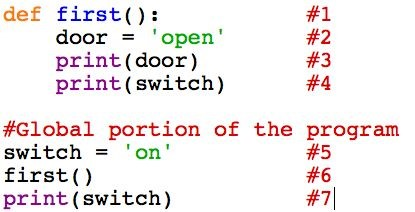 def first():                #1
    door = 'open'           #2
    print(door)             #3
    print(switch)           #4

#Global portion of the program
switch = 'on'               #5
first()                     #6
print(switch)               #7